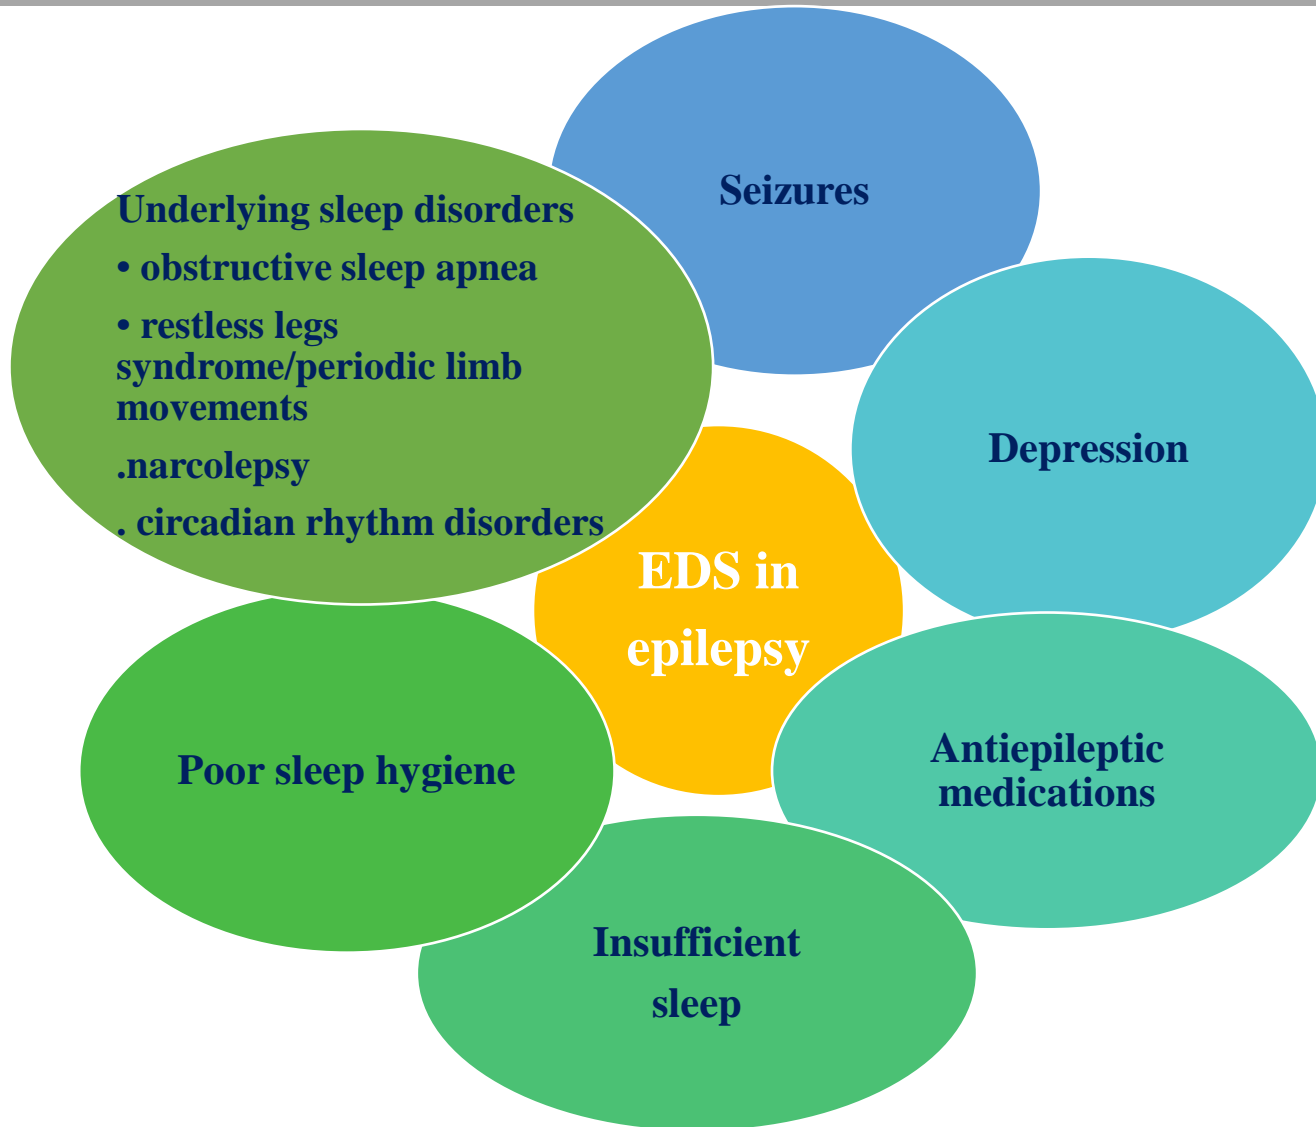 Seizures
Underlying sleep disorders
• obstructive sleep apnea
• restless legs
syndrome/periodic limb
movements
.narcolepsy
. circadian rhythm disorders
Depression
EDS in
epilepsy
Poor sleep hygiene
Antiepileptic
medications
Insufficient
sleep